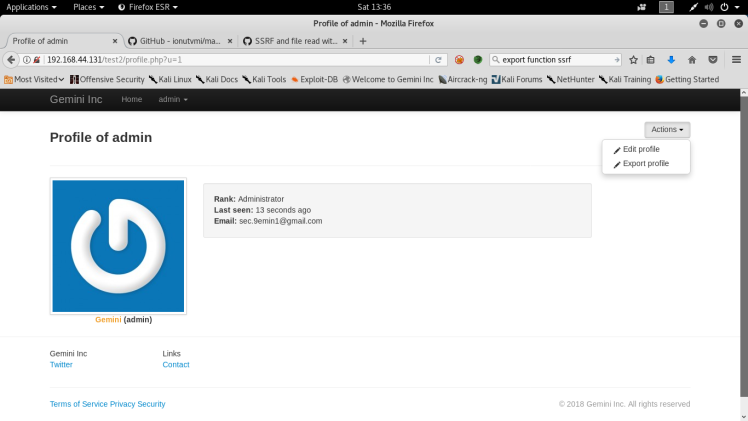 Applications Places Firefox ESR Sat 13:36 1
Profile of admin - Mozilla Firefox
Profile of admin × GitHub - ionutvmi/ma... × SSRF and file read wit... × +
192.168.44.131/test2/profile.php?u=1 export function ssrf
Most Visited Offensive Security Kali Linux Kali Docs Kali Tools Exploit-DB Welcome to Gemini Inc Aircrack-ng Kali Forums NetHunter Kali Training Getting Started
Gemini Inc Home admin
Profile of admin
Actions
Edit profile
Export profile
Rank: Administrator
Last seen: 13 seconds ago
Email: sec.9emin1@gmail.com
Gemini (admin)
Gemini Inc Links
Twitter Contact
Terms of Service Privacy Security © 2018 Gemini Inc. All rights reserved